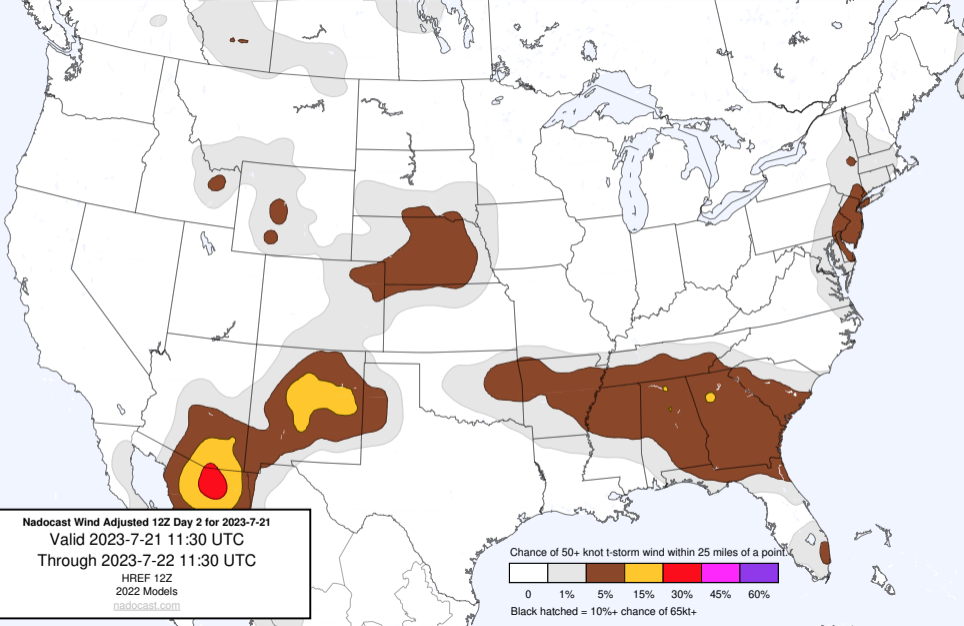 Nadocast Wind Adjusted 12Z Day 2 for 2023-7-21
Valid 2023-7-21 11:30 UTC
Through 2023-7-22 11:30 UTC
HREF 12Z
2022 Models
nadocast.com
Chance of 50+ knot t-storm wind within 25 miles of a point.
0 1% 5% 15% 30% 45% 60%
Black hatched = 10%+ chance of 65kt+